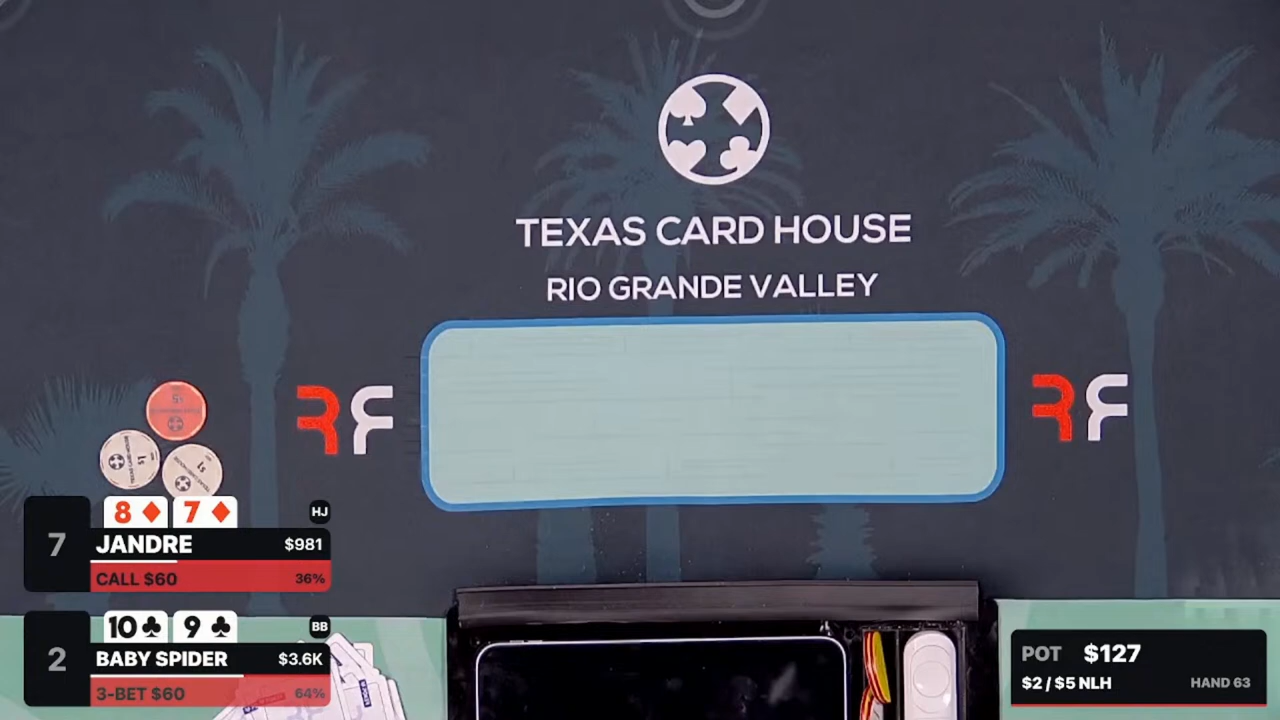 TEXAS CARD HOUSE
RIO GRANDE VALLEY
RF
RF
7
8 7
HJ
JANDRE $981
CALL $60 36%
2
10 9
BB
BABY SPIDER $3.6K
3-BET $60 64%
POT $127
$2 / $5 NLH HAND 63
$1